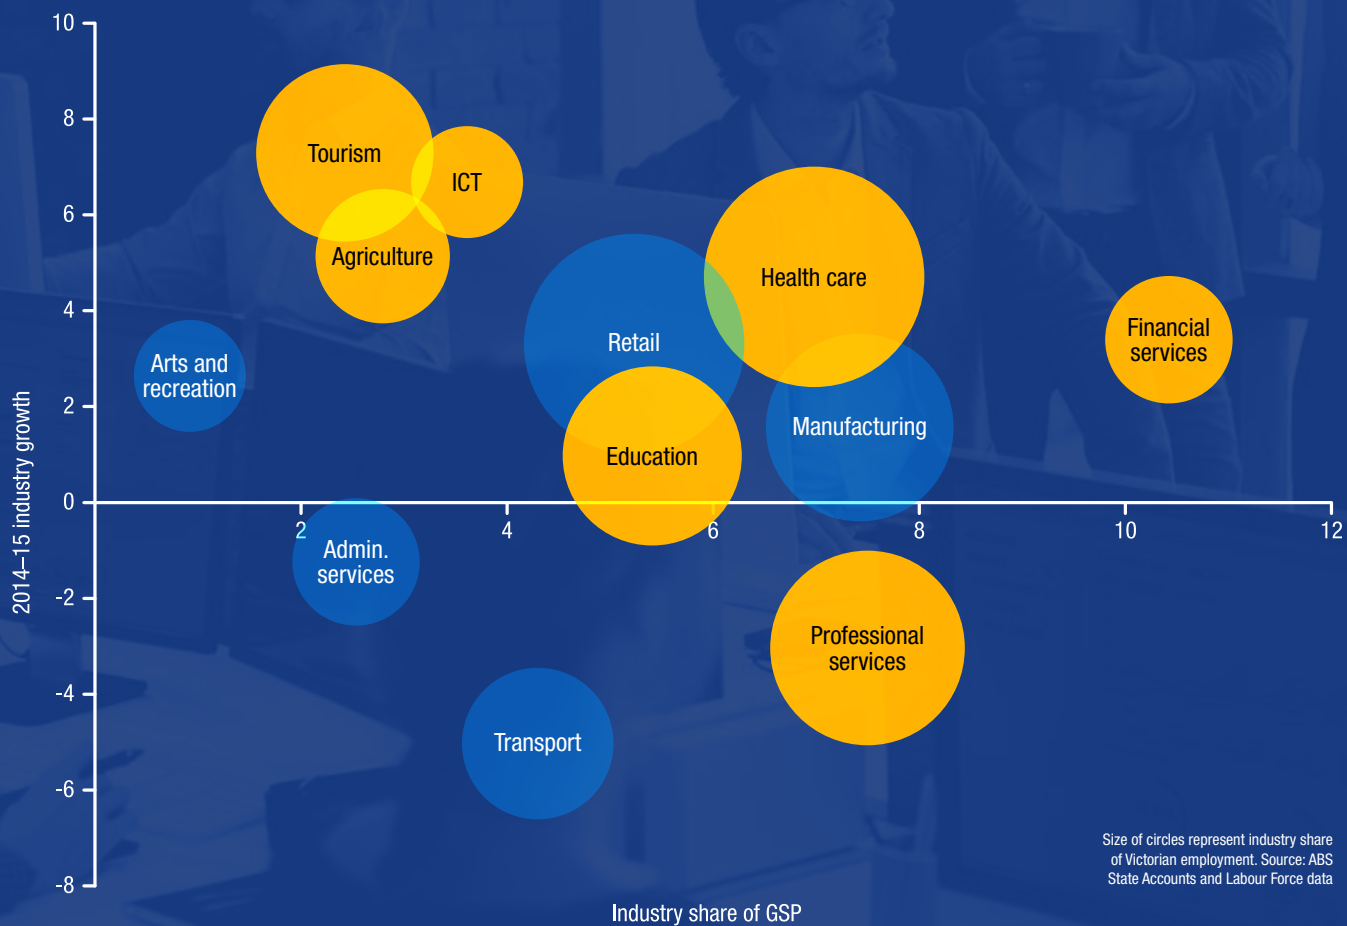 10
8
6
4
2
0
-2
-4
-6
-8
2014–15 industry growth
2
4
6
8
10
12
Industry share of GSP
Tourism
ICT
Agriculture
Health care
Retail
Financial
services
Arts and
recreation
Manufacturing
Education
Admin.
services
Professional
services
Transport
Size of circles represent industry share
of Victorian employment. Source: ABS
State Accounts and Labour Force data